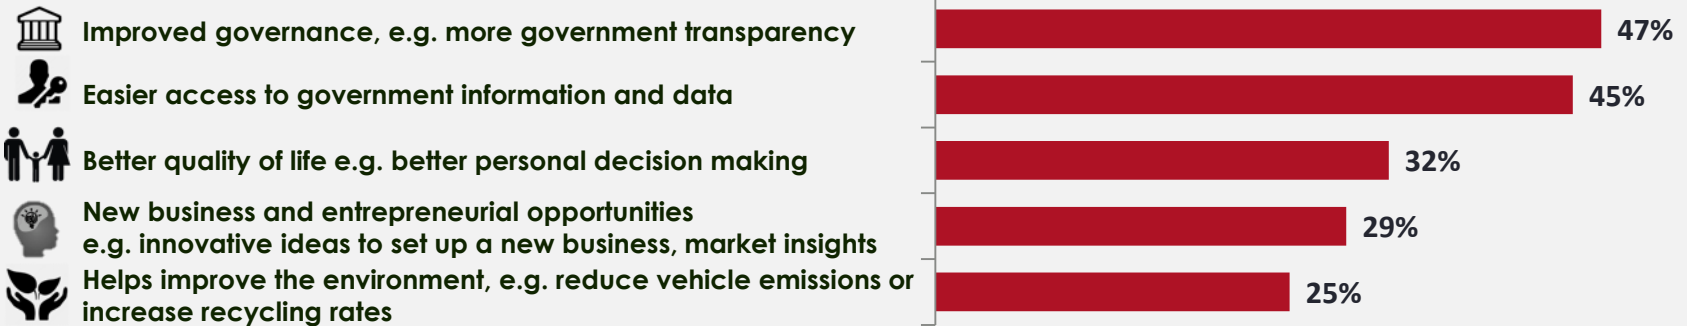 Improved governance, e.g. more government transparency
47%
Easier access to government information and data
45%
Better quality of life e.g. better personal decision making
32%
New business and entrepreneurial opportunities
e.g. innovative ideas to set up a new business, market insights
29%
Helps improve the environment, e.g. reduce vehicle emissions or
increase recycling rates
25%